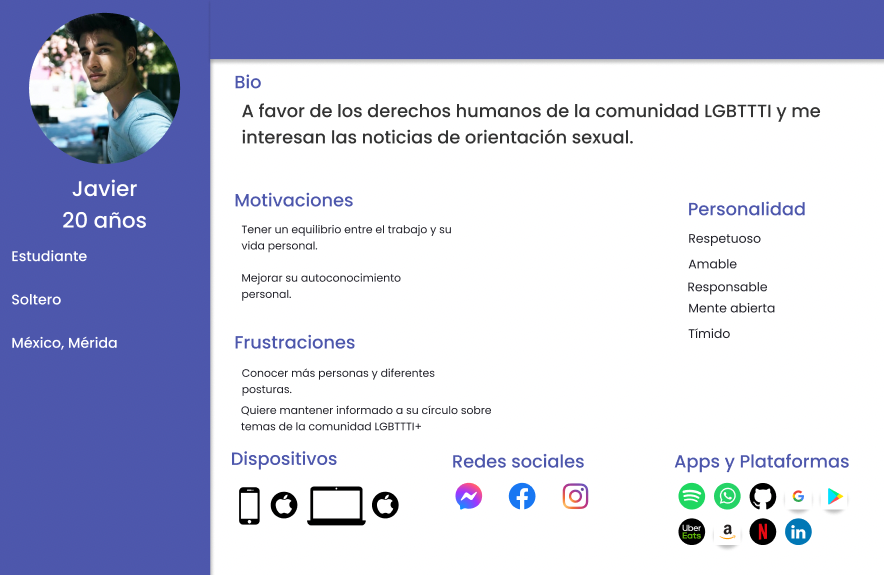 Javier
20 años
Estudiante
Soltero
México, Mérida
Bio
A favor de los derechos humanos de la comunidad LGBTTTI y me
interesan las noticias de orientación sexual.
Motivaciones
Tener un equilibrio entre el trabajo y su
vida personal.
Mejorar su autoconocimiento
personal.
Personalidad
Respetuoso
Amable
Responsable
Mente abierta
Tímido
Frustraciones
Conocer más personas y diferentes
posturas.
Quiere mantener informado a su círculo sobre
temas de la comunidad LGBTTTI+
Dispositivos
Redes sociales
Apps y Plataformas
Uber
Eats
a
N
in